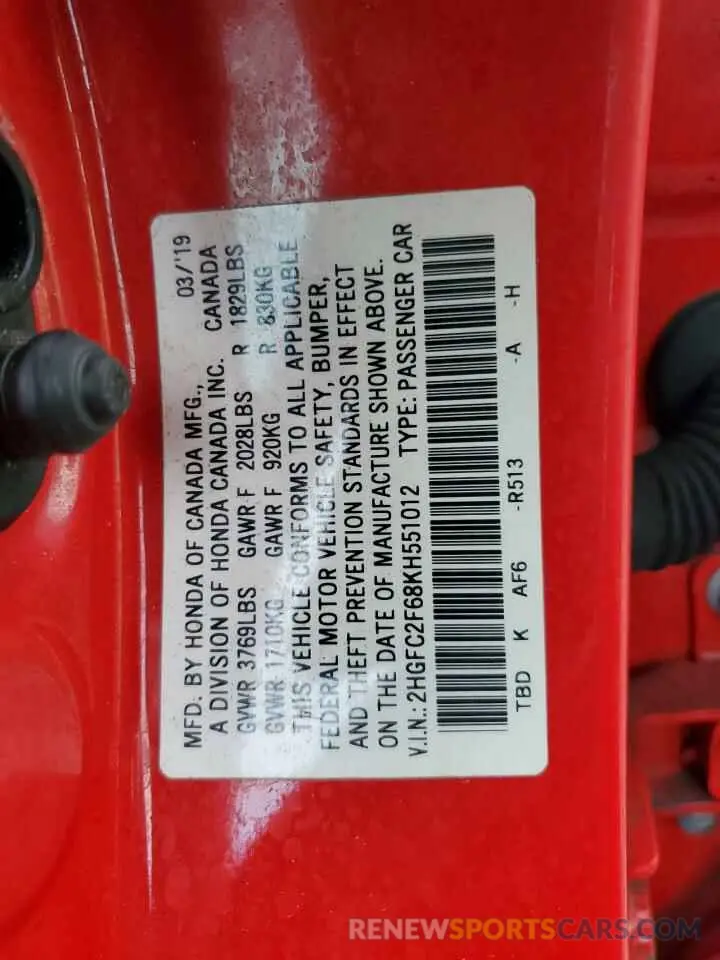 MFD. BY HONDA OF CANADA MFG., 03/'19
A DIVISION OF HONDA CANADA INC. CANADA
GVWR 3769LBS GAWR F 2028LBS R 1829LBS
GVWR 1710KG GAWR F 920KG R 830KG
THIS VEHICLE CONFORMS TO ALL APPLICABLE
FEDERAL MOTOR VEHICLE SAFETY, BUMPER,
AND THEFT PREVENTION STANDARDS IN EFFECT
ON THE DATE OF MANUFACTURE SHOWN ABOVE.
V.I.N.: 2HGFC2F68KH551012 TYPE: PASSENGER CAR
TBD K AF6 -R513 -A -H
RENEWSPORTSCARS.COM